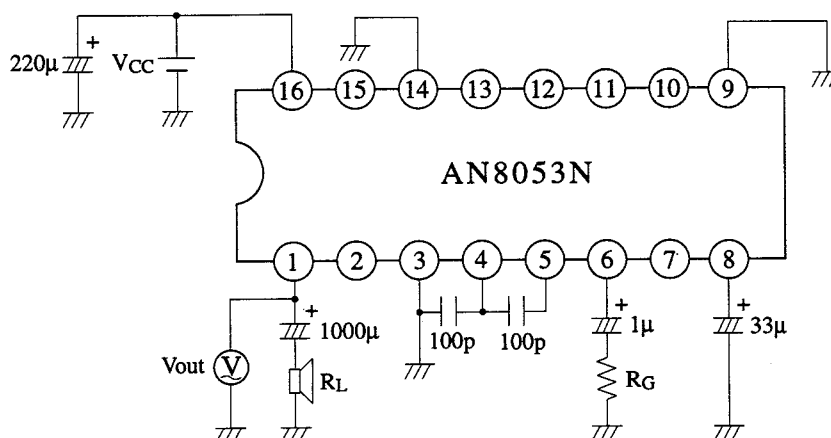 220μ
+
VCC
16
15
14
13
12
11
10
9
AN8053N
1
2
3
4
5
6
7
8
+
1000μ
100p
100p
+
1μ
+
33μ
Vout
V
RL
RG